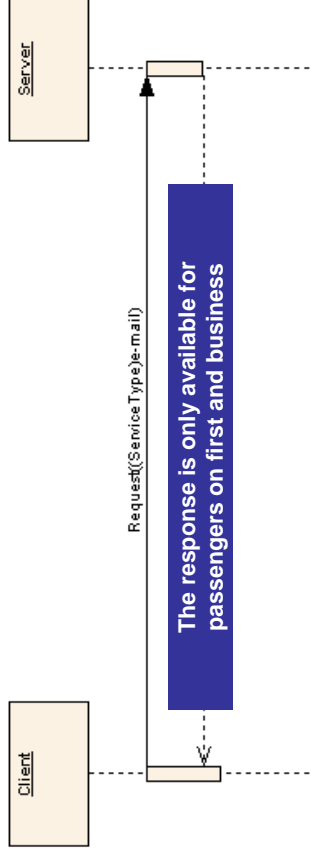 Client
Server
Request((ServiceType)e-mail)
The response is only available for
passengers on first and business